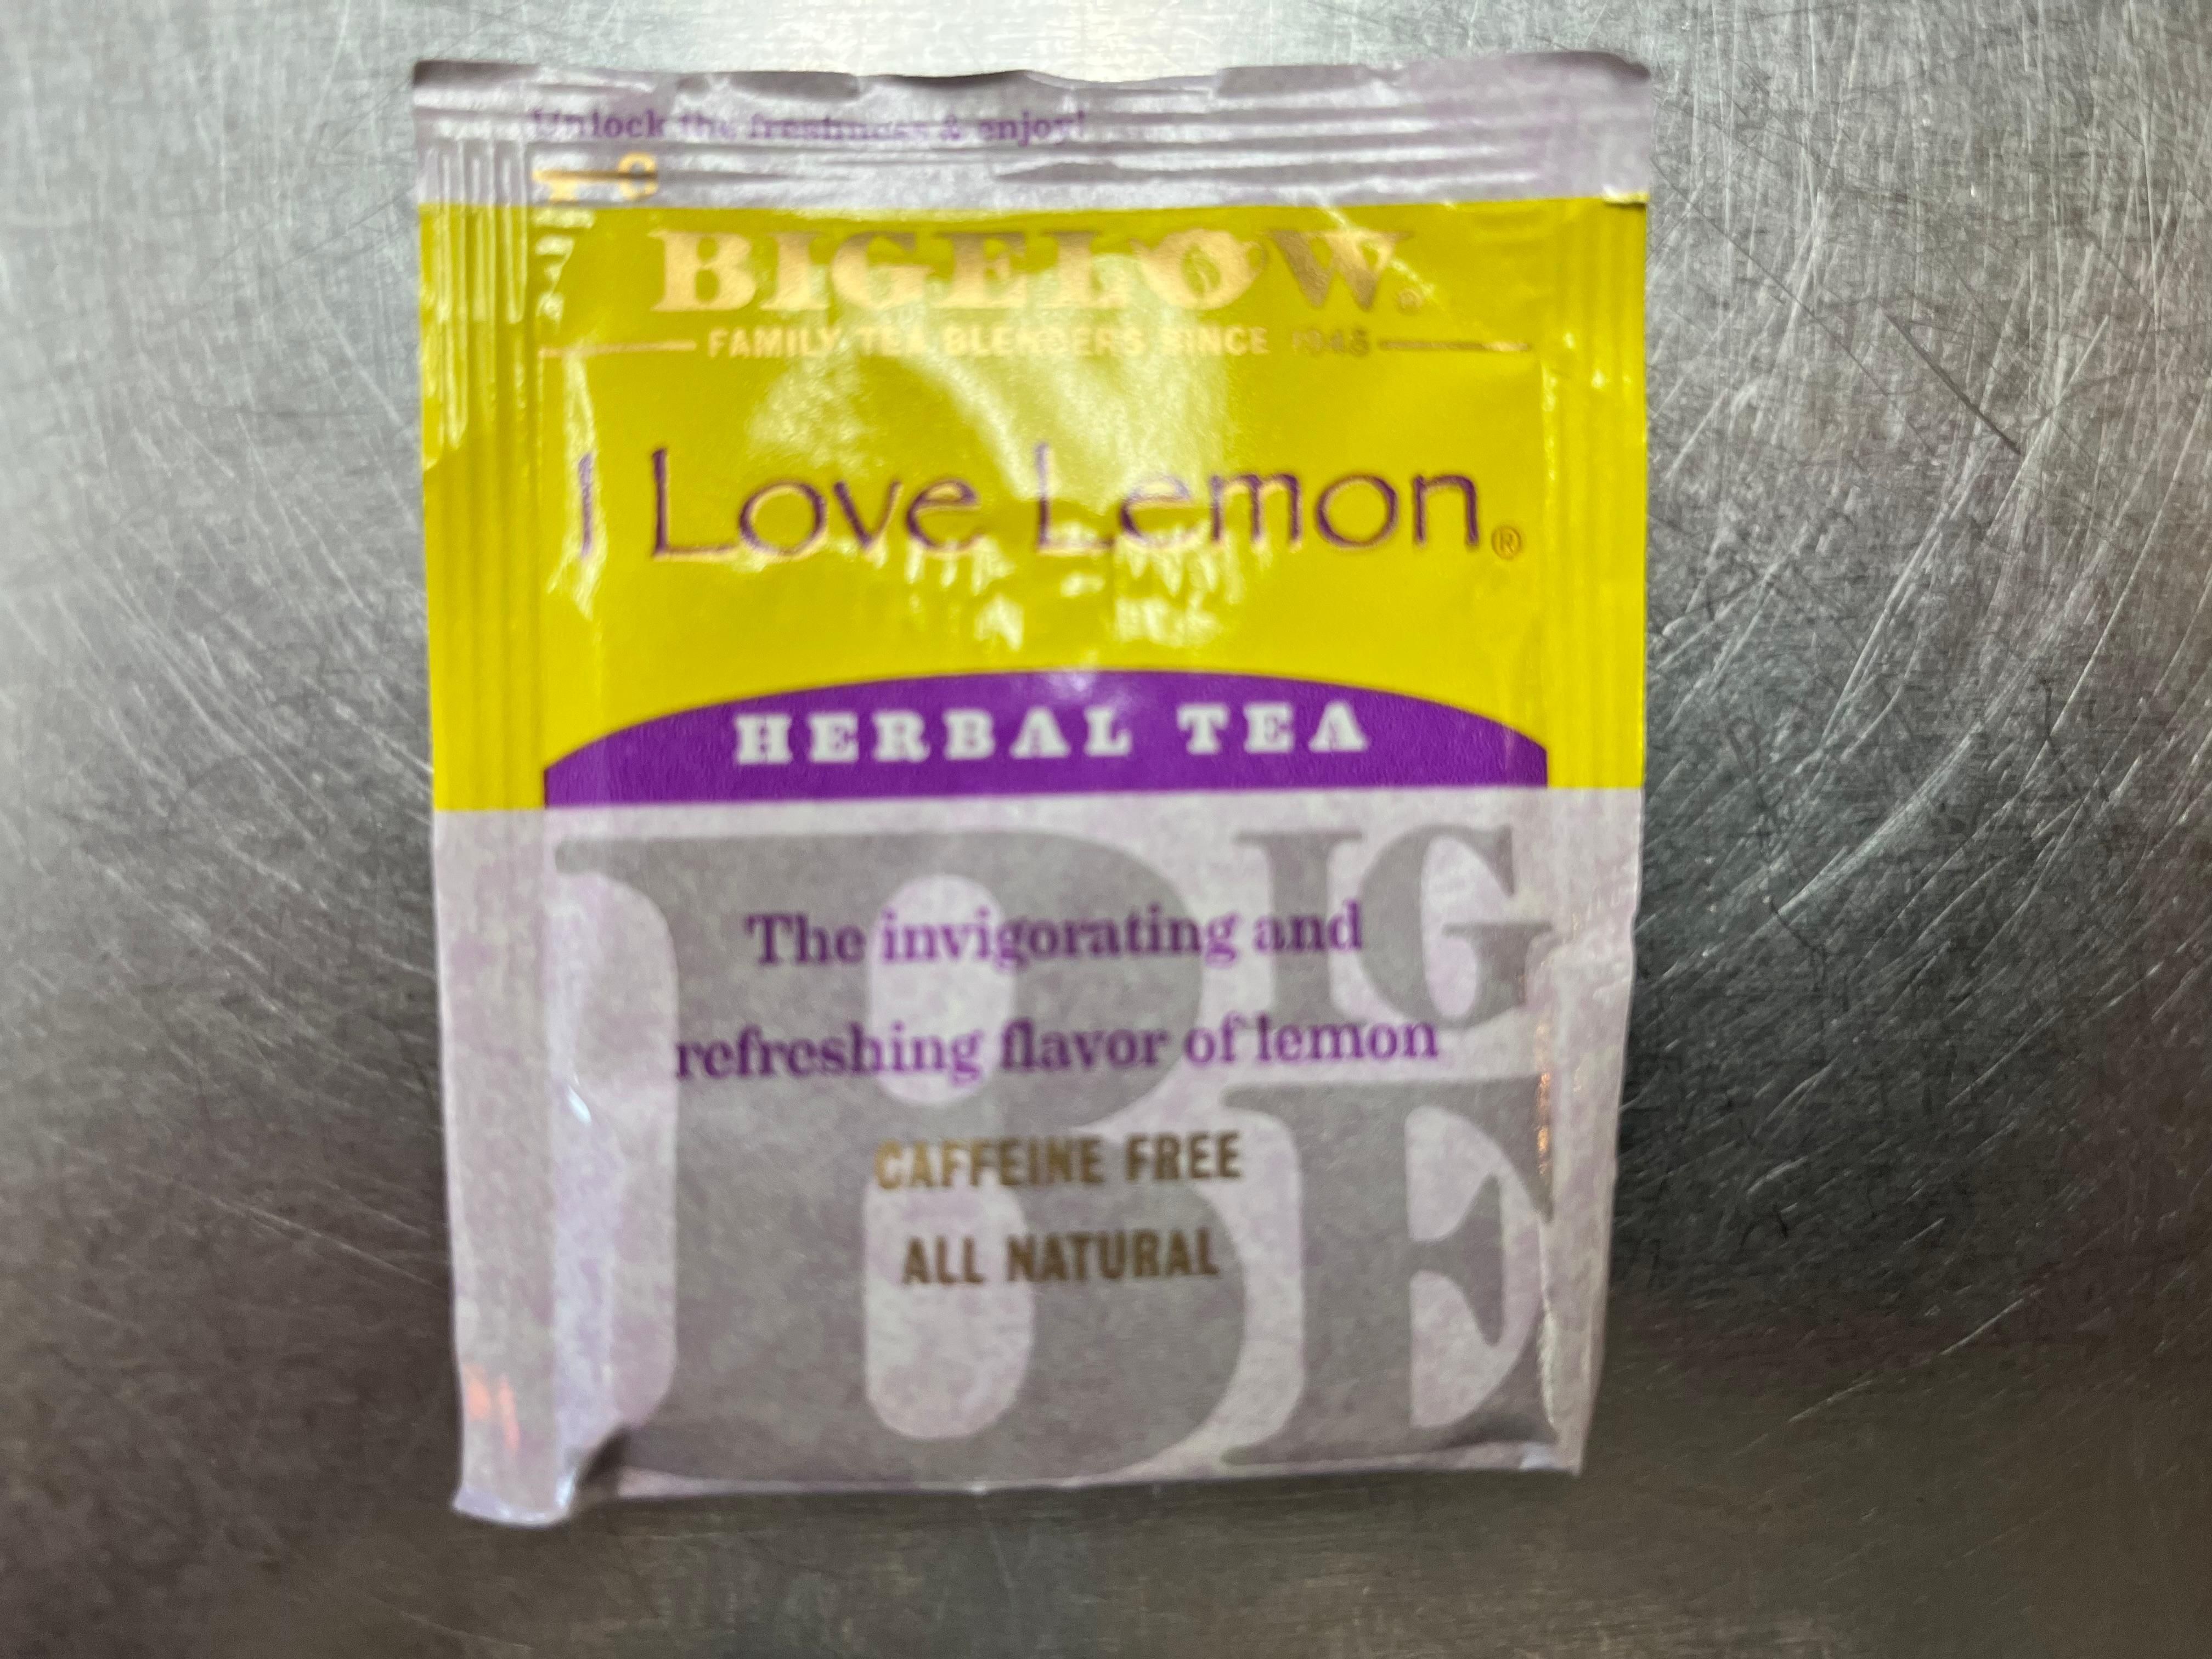 Unlock the freshness & enjoy!
BIGELOW®
FAMILY TEA BLENDERS SINCE 1945
I Love Lemon®
HERBAL TEA
BIG
E
The invigorating and
refreshing flavor of lemon
CAFFEINE FREE
ALL NATURAL